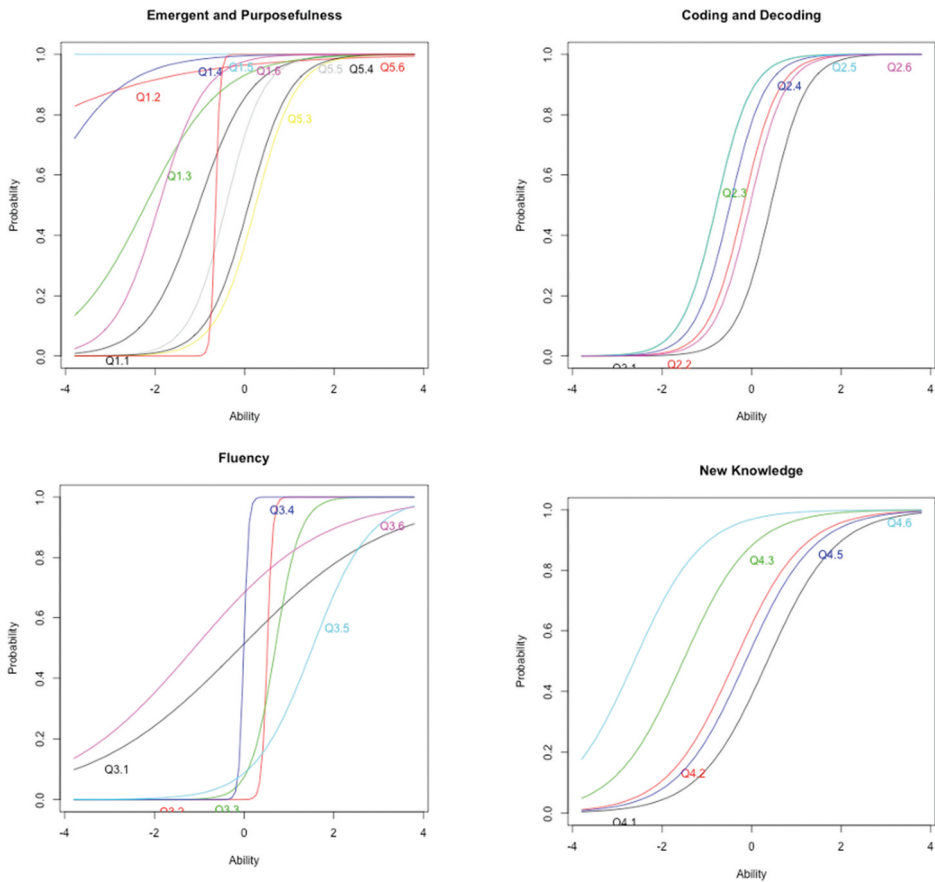 Emergent and Purposefulness
Probability
1.0
0.8
0.6
0.4
0.2
0.0
Q1.4 Q1.5 Q1.6 Q5.5 Q5.4 Q5.6
Q1.2
Q5.3
Q1.3
Q1.1
-4 -2 0 2 4
Ability
Coding and Decoding
Probability
1.0
0.8
0.6
0.4
0.2
0.0
Q2.5 Q2.6
Q2.4
Q2.3
Q2.1 Q2.2
-4 -2 0 2 4
Ability
Fluency
Probability
1.0
0.8
0.6
0.4
0.2
0.0
Q3.4
Q3.6
Q3.5
Q3.1
Q3.2 Q3.3
-4 -2 0 2 4
Ability
New Knowledge
Probability
1.0
0.8
0.6
0.4
0.2
0.0
Q4.6
Q4.5
Q4.3
Q4.2
Q4.1
-4 -2 0 2 4
Ability